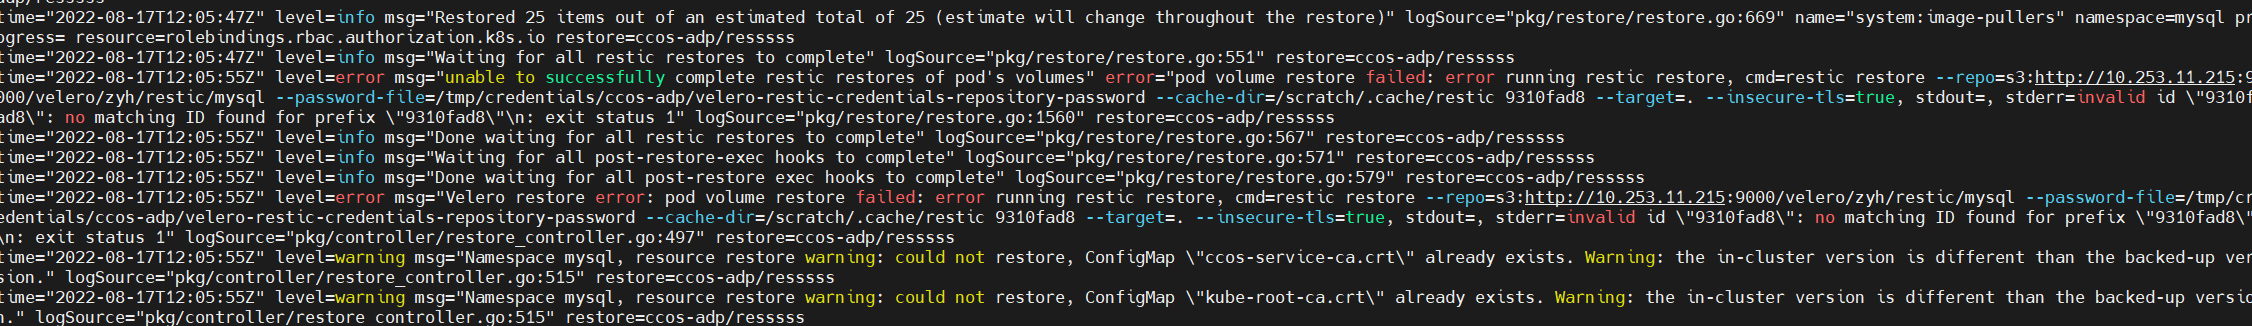 time="2022-08-17T12:05:47Z" level=info msg="Restored 25 items out of an estimated total of 25 (estimate will change throughout the restore)" logSource="pkg/restore/restore.go:669" name="system:image-pullers" namespace=mysql pr
ogress= resource=rolebindings.rbac.authorization.k8s.io restore=ccos-adp/resssss
time="2022-08-17T12:05:47Z" level=info msg="Waiting for all restic restores to complete" logSource="pkg/restore/restore.go:551" restore=ccos-adp/resssss
time="2022-08-17T12:05:55Z" level=error msg="unable to successfully complete restic restores of pod's volumes" error="pod volume restore failed: error running restic restore, cmd=restic restore --repo=s3:http://10.253.11.215:9
000/velero/zyh/restic/mysql --password-file=/tmp/credentials/ccos-adp/velero-restic-credentials-repository-password --cache-dir=/scratch/.cache/restic 9310fad8 --target=. --insecure-tls=true, stdout=, stderr=invalid id \"9310f
ad8\": no matching ID found for prefix \"9310fad8\"\n: exit status 1" logSource="pkg/restore/restore.go:1560" restore=ccos-adp/resssss
time="2022-08-17T12:05:55Z" level=info msg="Done waiting for all restic restores to complete" logSource="pkg/restore/restore.go:567" restore=ccos-adp/resssss
time="2022-08-17T12:05:55Z" level=info msg="Waiting for all post-restore-exec hooks to complete" logSource="pkg/restore/restore.go:571" restore=ccos-adp/resssss
time="2022-08-17T12:05:55Z" level=info msg="Done waiting for all post-restore exec hooks to complete" logSource="pkg/restore/restore.go:579" restore=ccos-adp/resssss
time="2022-08-17T12:05:55Z" level=error msg="Velero restore error: pod volume restore failed: error running restic restore, cmd=restic restore --repo=s3:http://10.253.11.215:9000/velero/zyh/restic/mysql --password-file=/tmp/cr
edentials/ccos-adp/velero-restic-credentials-repository-password --cache-dir=/scratch/.cache/restic 9310fad8 --target=. --insecure-tls=true, stdout=, stderr=invalid id \"9310fad8\": no matching ID found for prefix \"9310fad8\"
\n: exit status 1" logSource="pkg/controller/restore_controller.go:497" restore=ccos-adp/resssss
time="2022-08-17T12:05:55Z" level=warning msg="Namespace mysql, resource restore warning: could not restore, ConfigMap \"ccos-service-ca.crt\" already exists. Warning: the in-cluster version is different than the backed-up ver
sion." logSource="pkg/controller/restore_controller.go:515" restore=ccos-adp/resssss
time="2022-08-17T12:05:55Z" level=warning msg="Namespace mysql, resource restore warning: could not restore, ConfigMap \"kube-root-ca.crt\" already exists. Warning: the in-cluster version is different than the backed-up versio
n." logSource="pkg/controller/restore_controller.go:515" restore=ccos-adp/resssss